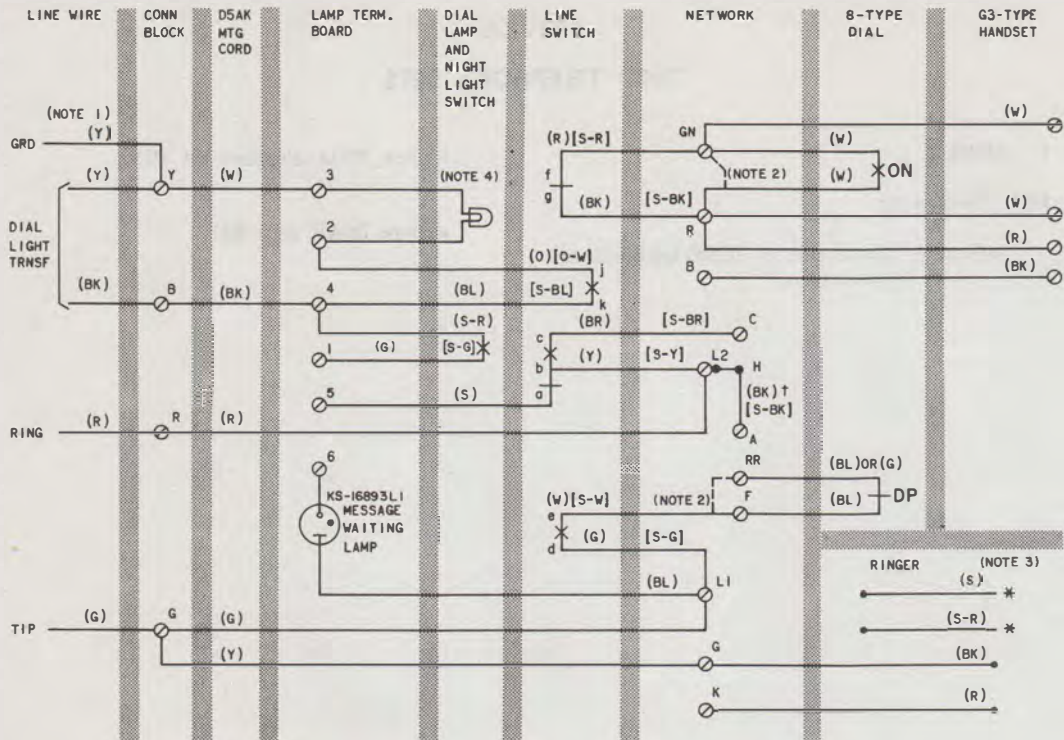 LINE WIRE
CONN BLOCK
D5AK MTG CORD
LAMP TERM. BOARD
DIAL LAMP AND NIGHT LIGHT SWITCH
LINE SWITCH
NETWORK
8-TYPE DIAL
G3-TYPE HANDSET
(NOTE 1)
(Y)
GRD
(Y) Y (W) 3 (NOTE 4)
DIAL LIGHT TRNSF
2
(BK) B (BK) 4
(O)[O-W] j
(BL) [S-BL] k
(S-R)
1 (G) [S-G]
5 (S)
(R)[S-R] GN (W)
f (W)
g (NOTE 2) (W) ON
(BK) [S-BK] R (W)
(R)
B (BK)
(BR) [S-BR] C
c
b (Y) [S-Y] L2 H
a
(BK)†
[S-BK]
A
RING (R) R (R)
6
KS-16893L1
MESSAGE
WAITING
LAMP
RR (BL)OR(G)
(W)[S-W] (NOTE 2) F (BL) DP
e
d (G) [S-G]
(BL) L1
RINGER (NOTE 3)
(S) *
(S-R) *
TIP (G) G (G)
(Y) G (BK)
K (R)